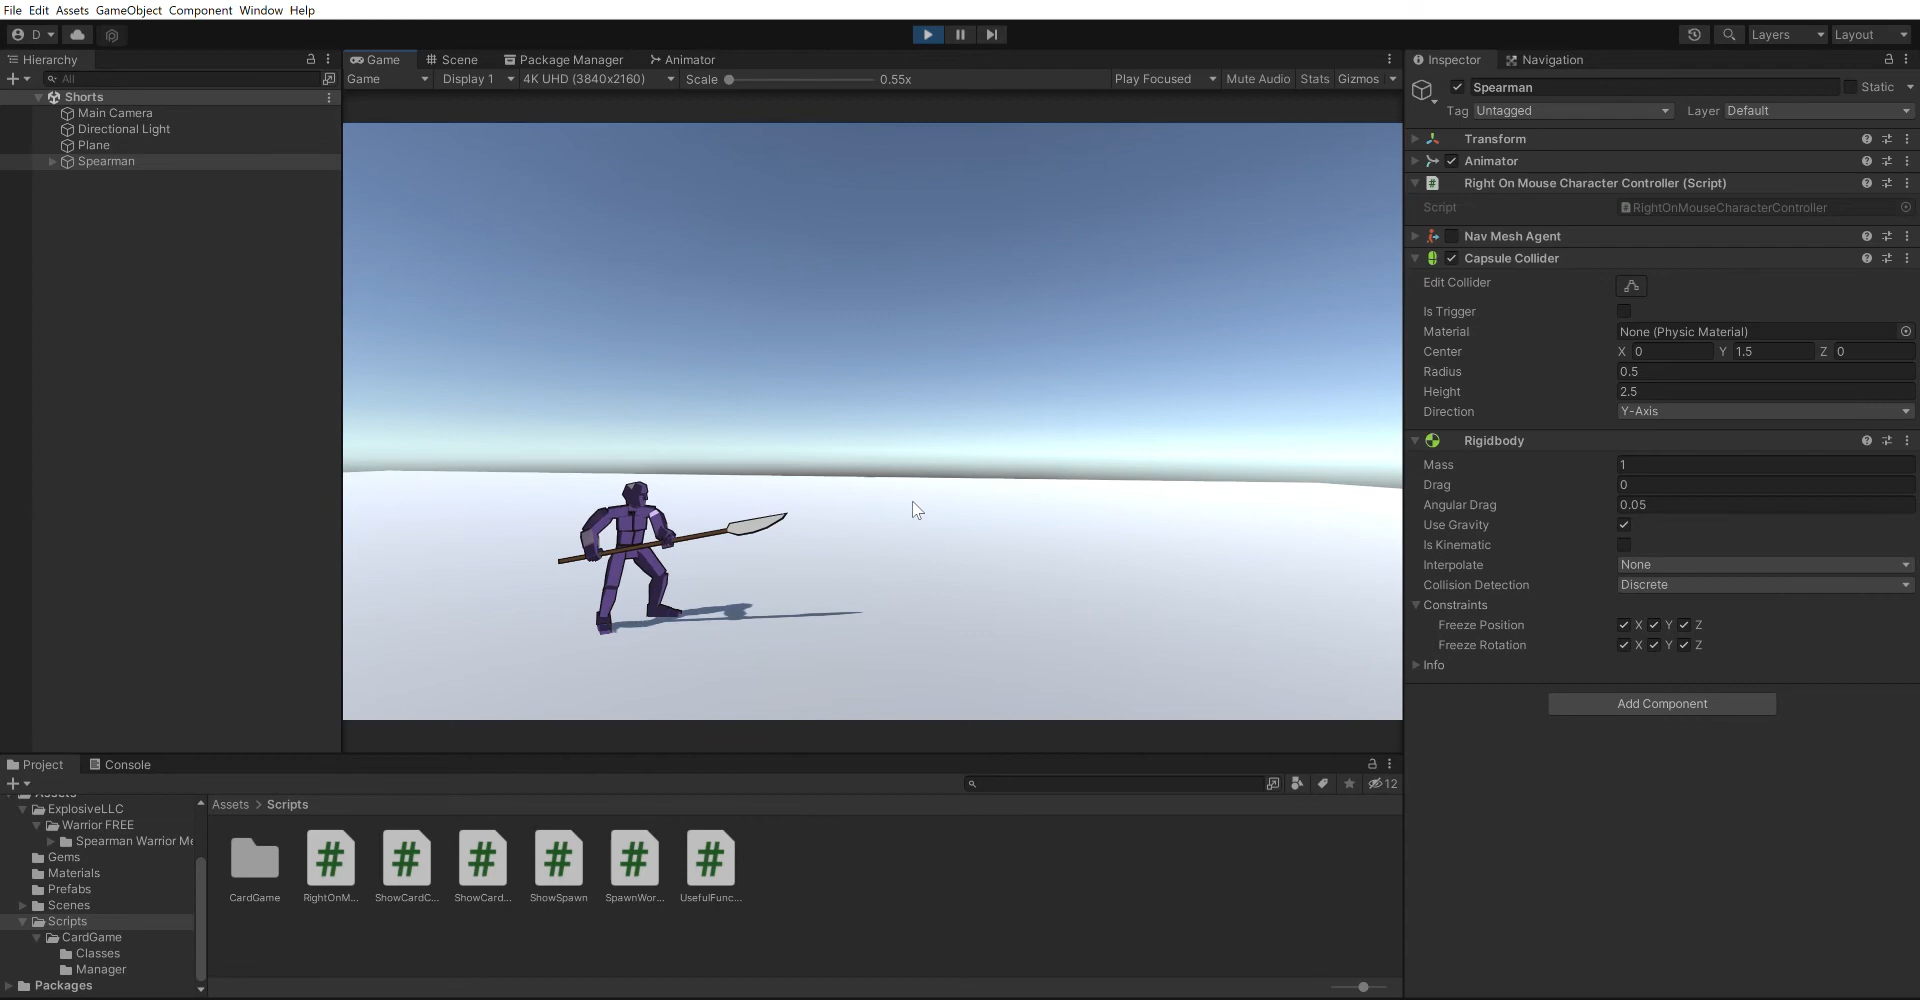 File Edit Assets GameObject Component Window Help
D Layers Layout
Hierarchy
All
Shorts
Main Camera
Directional Light
Plane
Spearman
Game Scene Package Manager Animator
Game Display 1 4K UHD (3840x2160) Scale 0.55x Play Focused Mute Audio Stats Gizmos
Inspector Navigation
Spearman Static
Tag Untagged Layer Default
Transform
Animator
# Right On Mouse Character Controller (Script)
Script RightOnMouseCharacterController
Nav Mesh Agent
Capsule Collider
Edit Collider
Is Trigger
Material None (Physic Material)
Center X 0 Y 1.5 Z 0
Radius 0.5
Height 2.5
Direction Y-Axis
Rigidbody
Mass 1
Drag 0
Angular Drag 0.05
Use Gravity
Is Kinematic
Interpolate None
Collision Detection Discrete
Constraints
Freeze Position X Y Z
Freeze Rotation X Y Z
Info
Add Component
Project Console
12
Assets
ExplosiveLLC
Warrior FREE
Spearman Warrior Me
Gems
Materials
Prefabs
Scenes
Scripts
CardGame
Classes
Manager
Packages
Assets > Scripts
# # # # # #
CardGame RightOnM... ShowCardC... ShowCard... ShowSpawn SpawnWor... UsefulFunc...